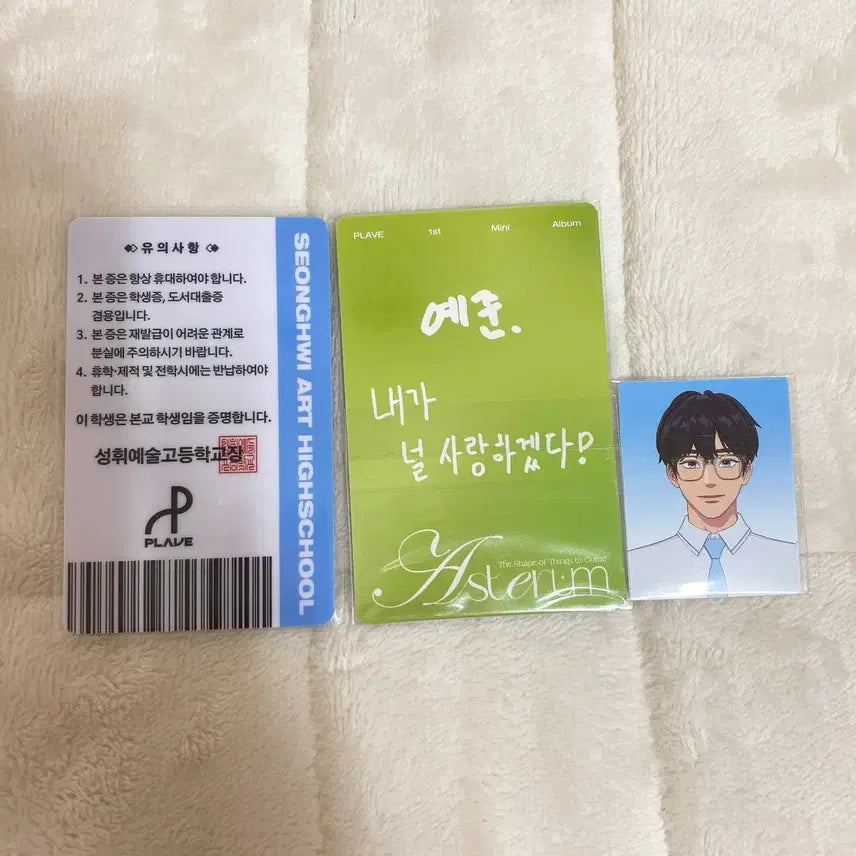 유의사항
1. 본 증은 항상 휴대하여야 합니다.
2. 본 증은 학생증, 도서대출증
겸용입니다.
3. 본 증은 재발급이 어려운 관계로
분실에 주의하시기 바랍니다.
4. 휴학·제적 및 전학시에는 반납하여야
합니다.
이 학생은 본교 학생임을 증명합니다.
성휘예술고등학교장
PLAVE
SEONGHWI ART HIGHSCHOOL
PLAVE 1st Mini Album
예준.
내가
널 사랑하겠다!
The Shape of Things to Come
Asterum